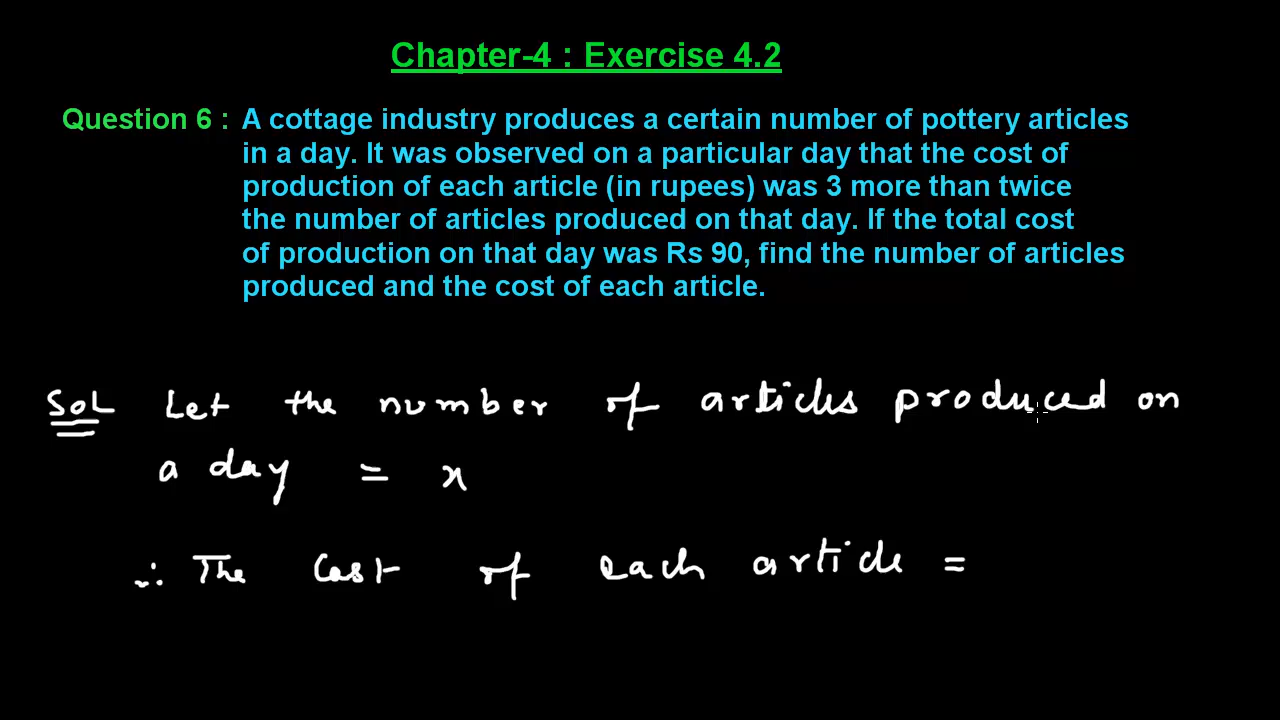 Chapter-4 : Exercise 4.2
Question 6 : A cottage industry produces a certain number of pottery articles
in a day. It was observed on a particular day that the cost of
production of each article (in rupees) was 3 more than twice
the number of articles produced on that day. If the total cost
of production on that day was Rs 90, find the number of articles
produced and the cost of each article.
Sol Let the number of articles produced on
a day = x
∴ The cost of each article =